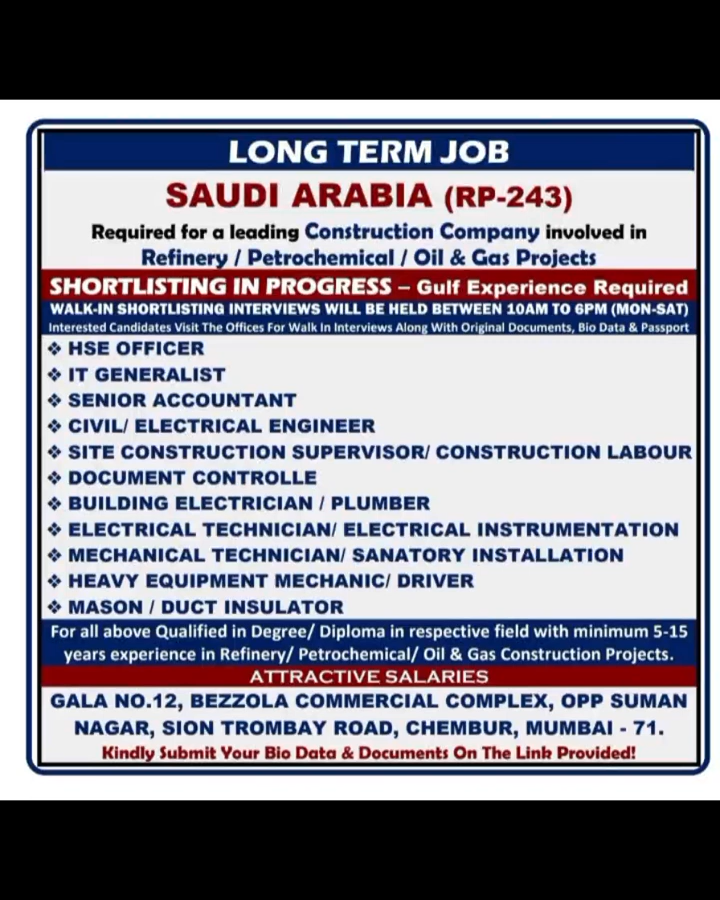 LONG TERM JOB
SAUDI ARABIA (RP-243)
Required for a leading Construction Company involved in
Refinery / Petrochemical / Oil & Gas Projects
SHORTLISTING IN PROGRESS – Gulf Experience Required
WALK-IN SHORTLISTING INTERVIEWS WILL BE HELD BETWEEN 10AM TO 6PM (MON-SAT)
Interested Candidates Visit The Offices For Walk In Interviews Along With Original Documents, Bio Data & Passport
❖ HSE OFFICER
❖ IT GENERALIST
❖ SENIOR ACCOUNTANT
❖ CIVIL/ ELECTRICAL ENGINEER
❖ SITE CONSTRUCTION SUPERVISOR/ CONSTRUCTION LABOUR
❖ DOCUMENT CONTROLLE
❖ BUILDING ELECTRICIAN / PLUMBER
❖ ELECTRICAL TECHNICIAN/ ELECTRICAL INSTRUMENTATION
❖ MECHANICAL TECHNICIAN/ SANATORY INSTALLATION
❖ HEAVY EQUIPMENT MECHANIC/ DRIVER
❖ MASON / DUCT INSULATOR
For all above Qualified in Degree/ Diploma in respective field with minimum 5-15
years experience in Refinery/ Petrochemical/ Oil & Gas Construction Projects.
ATTRACTIVE SALARIES
GALA NO.12, BEZZOLA COMMERCIAL COMPLEX, OPP SUMAN
NAGAR, SION TROMBAY ROAD, CHEMBUR, MUMBAI - 71.
Kindly Submit Your Bio Data & Documents On The Link Provided!